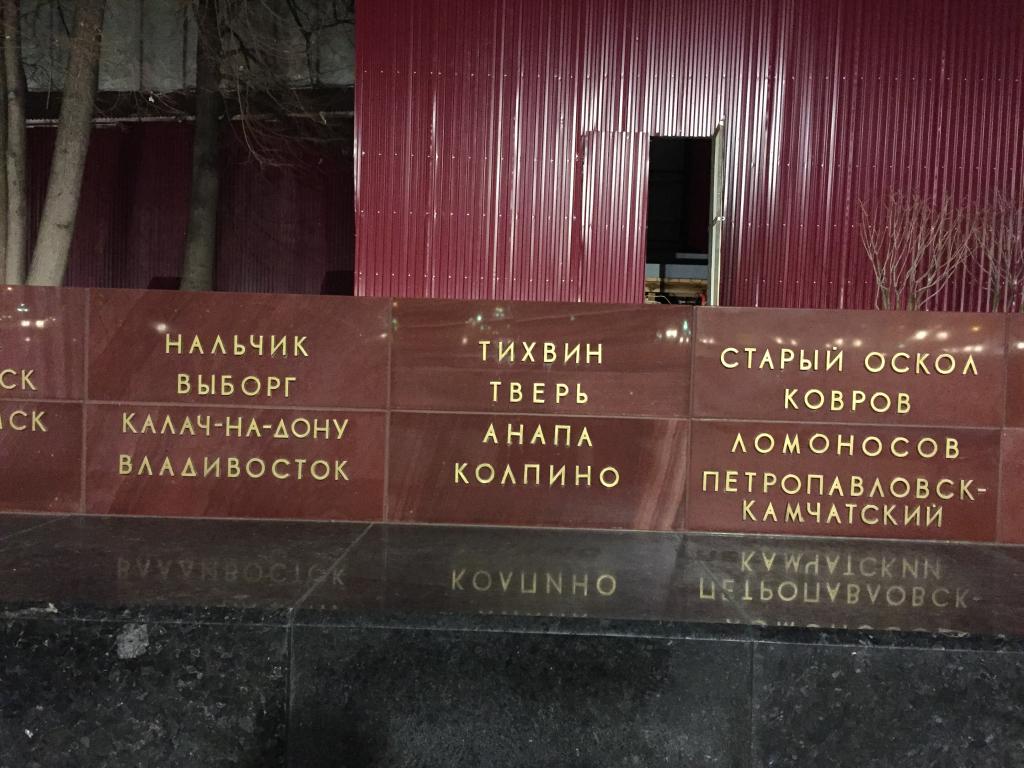 НАЛЬЧИК
ВЫБОРГ
КАЛАЧ-НА-ДОНУ
ВЛАДИВОСТОК
ТИХВИН
ТВЕРЬ
АНАПА
КОЛПИНО
СТАРЫЙ ОСКОЛ
КОВРОВ
ЛОМОНОСОВ
ПЕТРОПАВЛОВСК-
КАМЧАТСКИЙ